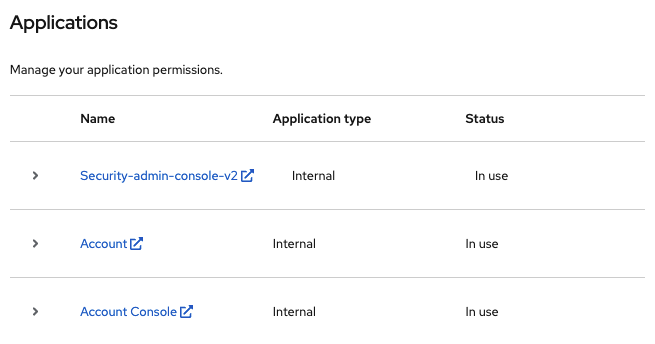 Applications
Manage your application permissions.
Name Application type Status
Security-admin-console-v2 Internal In use
Account Internal In use
Account Console Internal In use